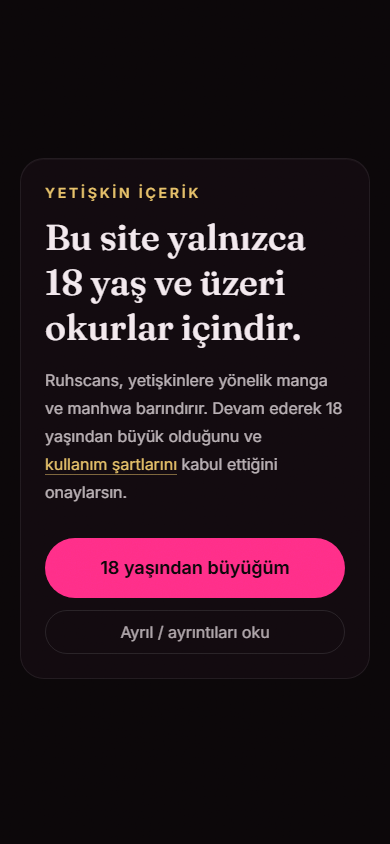 YETİŞKİN İÇERİK
Bu site yalnızca
18 yaş ve üzeri
okurlar içindir.
Ruhscans, yetişkinlere yönelik manga
ve manhwa barındırır. Devam ederek 18
yaşından büyük olduğunu ve
kullanım şartlarını kabul ettiğini
onaylarsın.
18 yaşından büyüğüm
Ayrıl / ayrıntıları oku